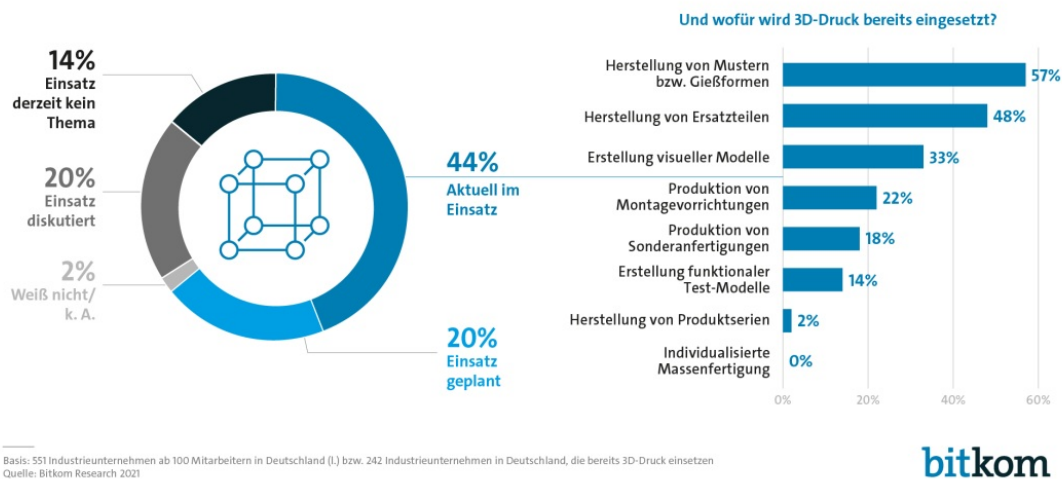 14%
Einsatz
derzeit kein
Thema
20%
Einsatz
diskutiert
2%
Weiß nicht/
k. A.
44%
Aktuell im
Einsatz
20%
Einsatz
geplant
Und wofür wird 3D-Druck bereits eingesetzt?
Herstellung von Mustern
bzw. Gießformen
57%
Herstellung von Ersatzteilen
48%
Erstellung visueller Modelle
33%
Produktion von
Montagevorrichtungen
22%
Produktion von
Sonderanfertigungen
18%
Erstellung funktionaler
Test-Modelle
14%
Herstellung von Produktserien
2%
Individualisierte
Massenfertigung
0%
0%
20%
40%
60%
Basis: 551 Industrieunternehmen ab 100 Mitarbeitern in Deutschland (l.) bzw. 242 Industrieunternehmen in Deutschland, die bereits 3D-Druck einsetzen
Quelle: Bitkom Research 2021
bitkom